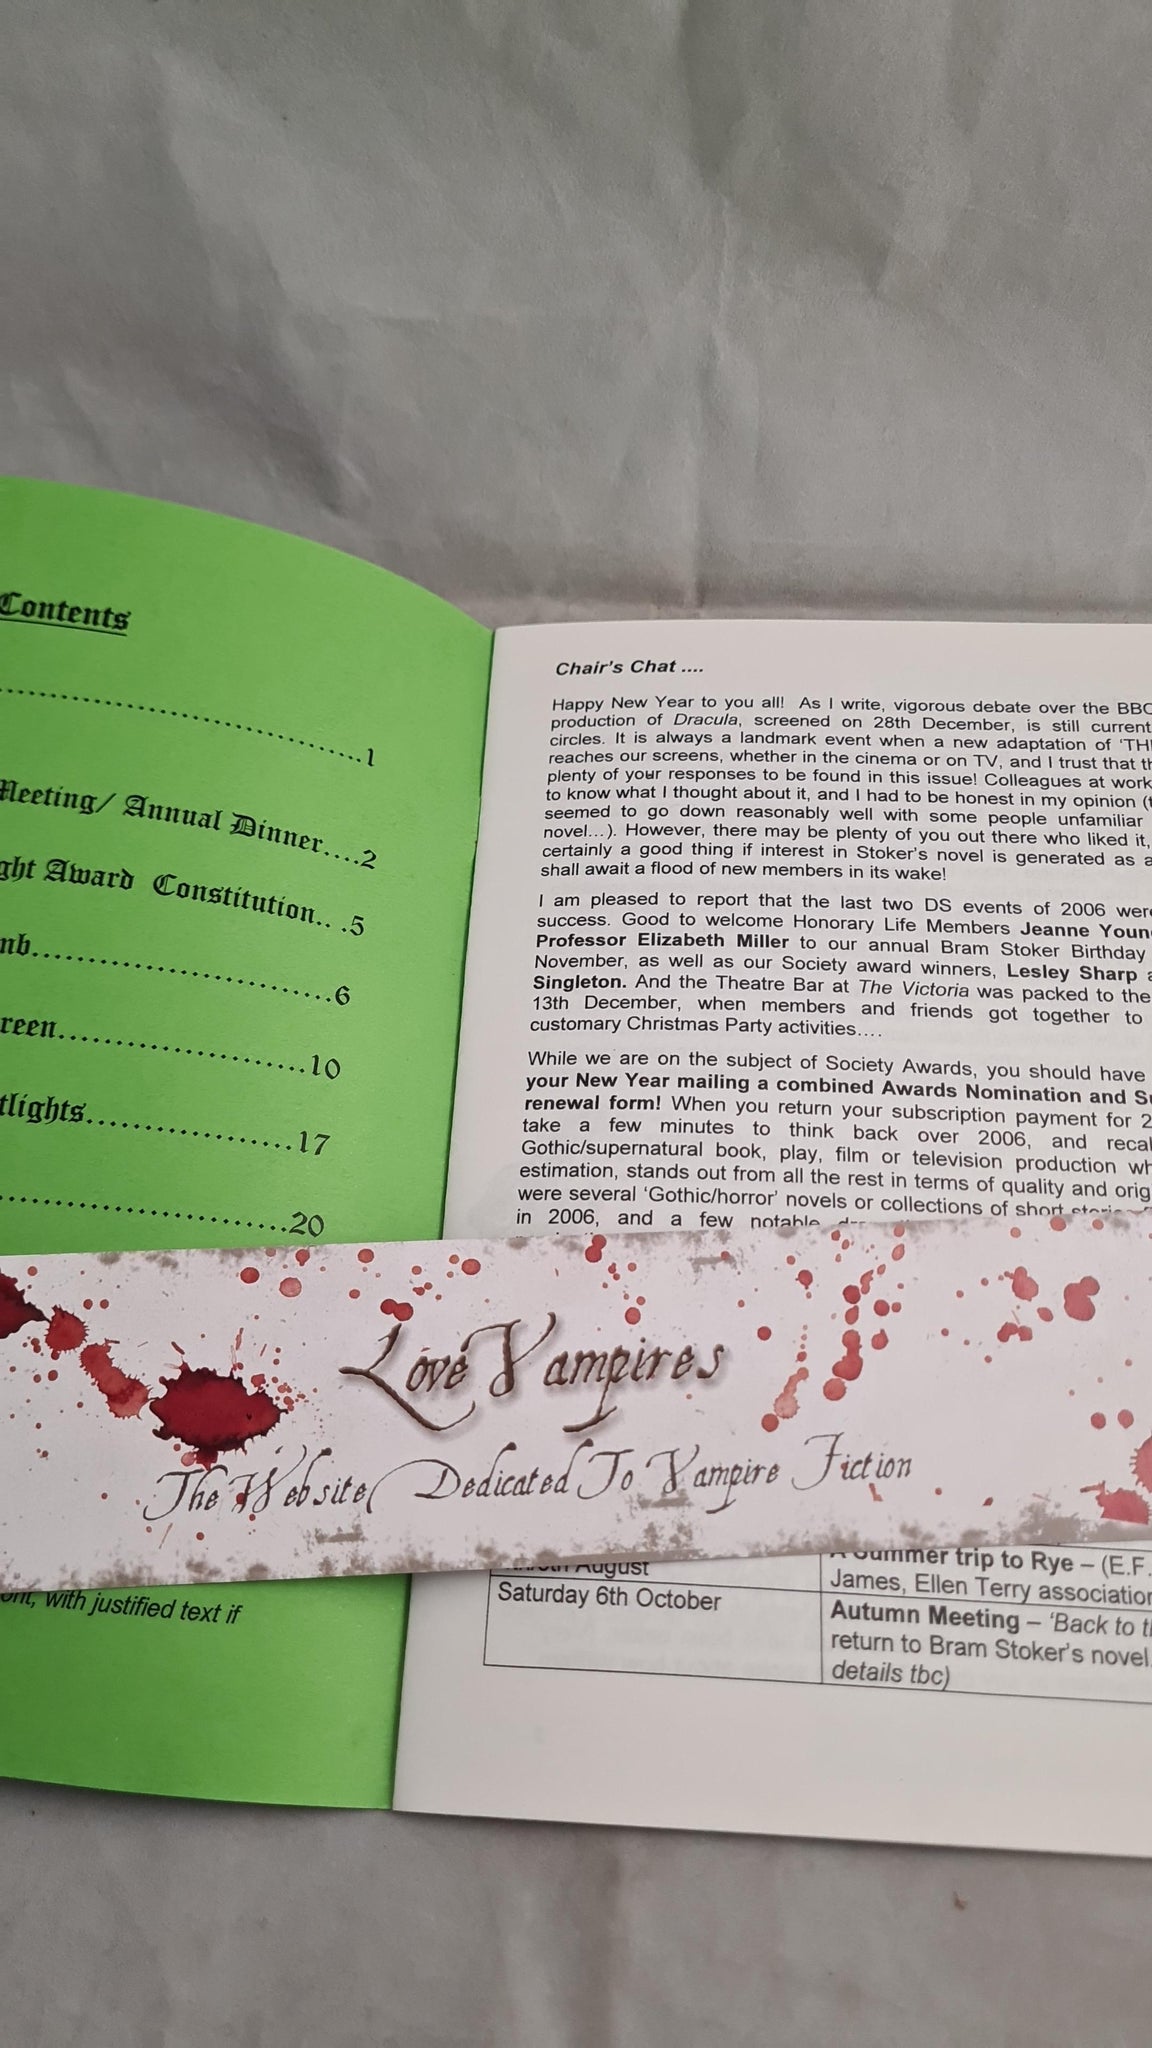 Contents
1
Meeting/ Annual Dinner....2
Award Constitution.. .5
6
10
17
20
with justified text if
Chair's Chat ....
Happy New Year to you all! As I write, vigorous debate over the BBC
production of Dracula, screened on 28th December, is still current
circles. It is always a landmark event when a new adaptation of
reaches our screens, whether in the cinema or on TV, and I trust that
plenty of your responses to be found in this issue! Colleagues at work
to know what I thought about it, and I had to be honest in my opinion
seemed to go down reasonably well with some people unfamiliar
novel...). However, there may be plenty of you out there who liked it,
certainly a good thing if interest in Stoker's novel is generated as
shall await a flood of new members in its wake!
I am pleased to report that the last two DS events of 2006
success. Good to welcome Honorary Life Members Jeanne
Professor Elizabeth Miller to our annual Bram Stoker Birthday
November, as well as our Society award winners, Lesley Sharp
Singleton. And the Theatre Bar at The Victoria was packed to the
13th December, when members and friends got together to
customary Christmas Party activities....
While we are on the subject of Society Awards, you should have
your New Year mailing a combined Awards Nomination and
renewal form! When you return your subscription payment for
take a few minutes to think back over 2006, and
Gothic/supernatural book, play, film or television production
estimation, stands out from all the rest in terms of quality and
were several 'Gothic/horror' novels or collections of short
in 2006, and a few notable
Love Vampires
The Website Dedicated To Vampire Fiction
August
Summer trip to Rye – (E.F.
James, Ellen Terry
Saturday 6th October
Autumn Meeting – 'Back to
return to Bram Stoker's novel
details tbc)